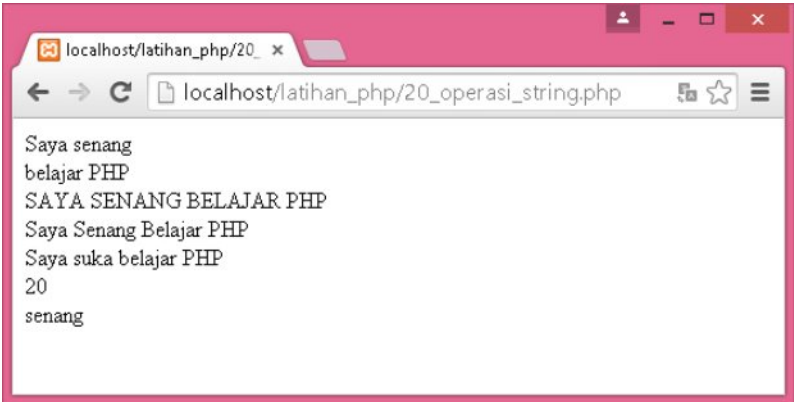 localhost/latihan_php/20_
localhost/latihan_php/20_operasi_string.php
Saya senang
belajar PHP
SAYA SENANG BELAJAR PHP
Saya Senang Belajar PHP
Saya suka belajar PHP
20
senang